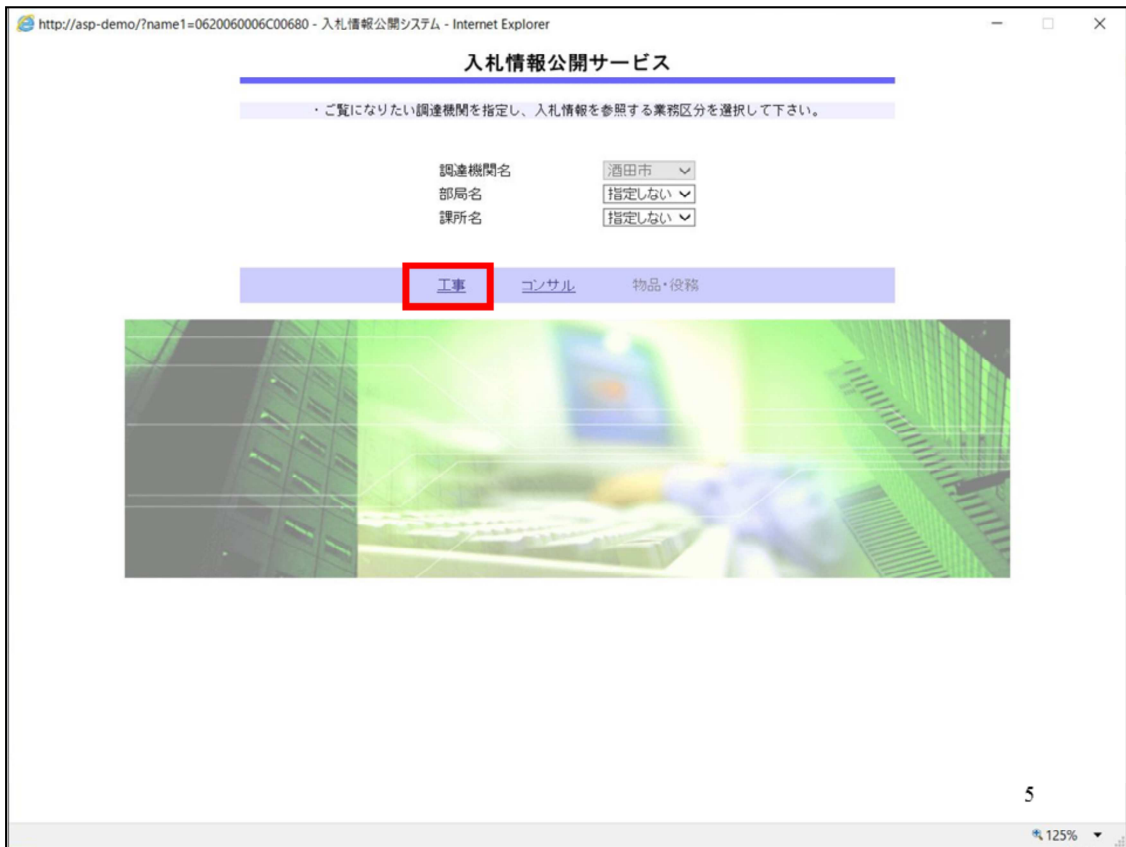 http://asp-demo/?name1=0620060006C00680 - 入札情報公開システム - Internet Explorer
入札情報公開サービス
・ご覧になりたい調達機関を指定し、入札情報を参照する業務区分を選択して下さい。
調達機関名 酒田市
部局名 指定しない
課所名 指定しない
工事 コンサル 物品・役務
5
125%